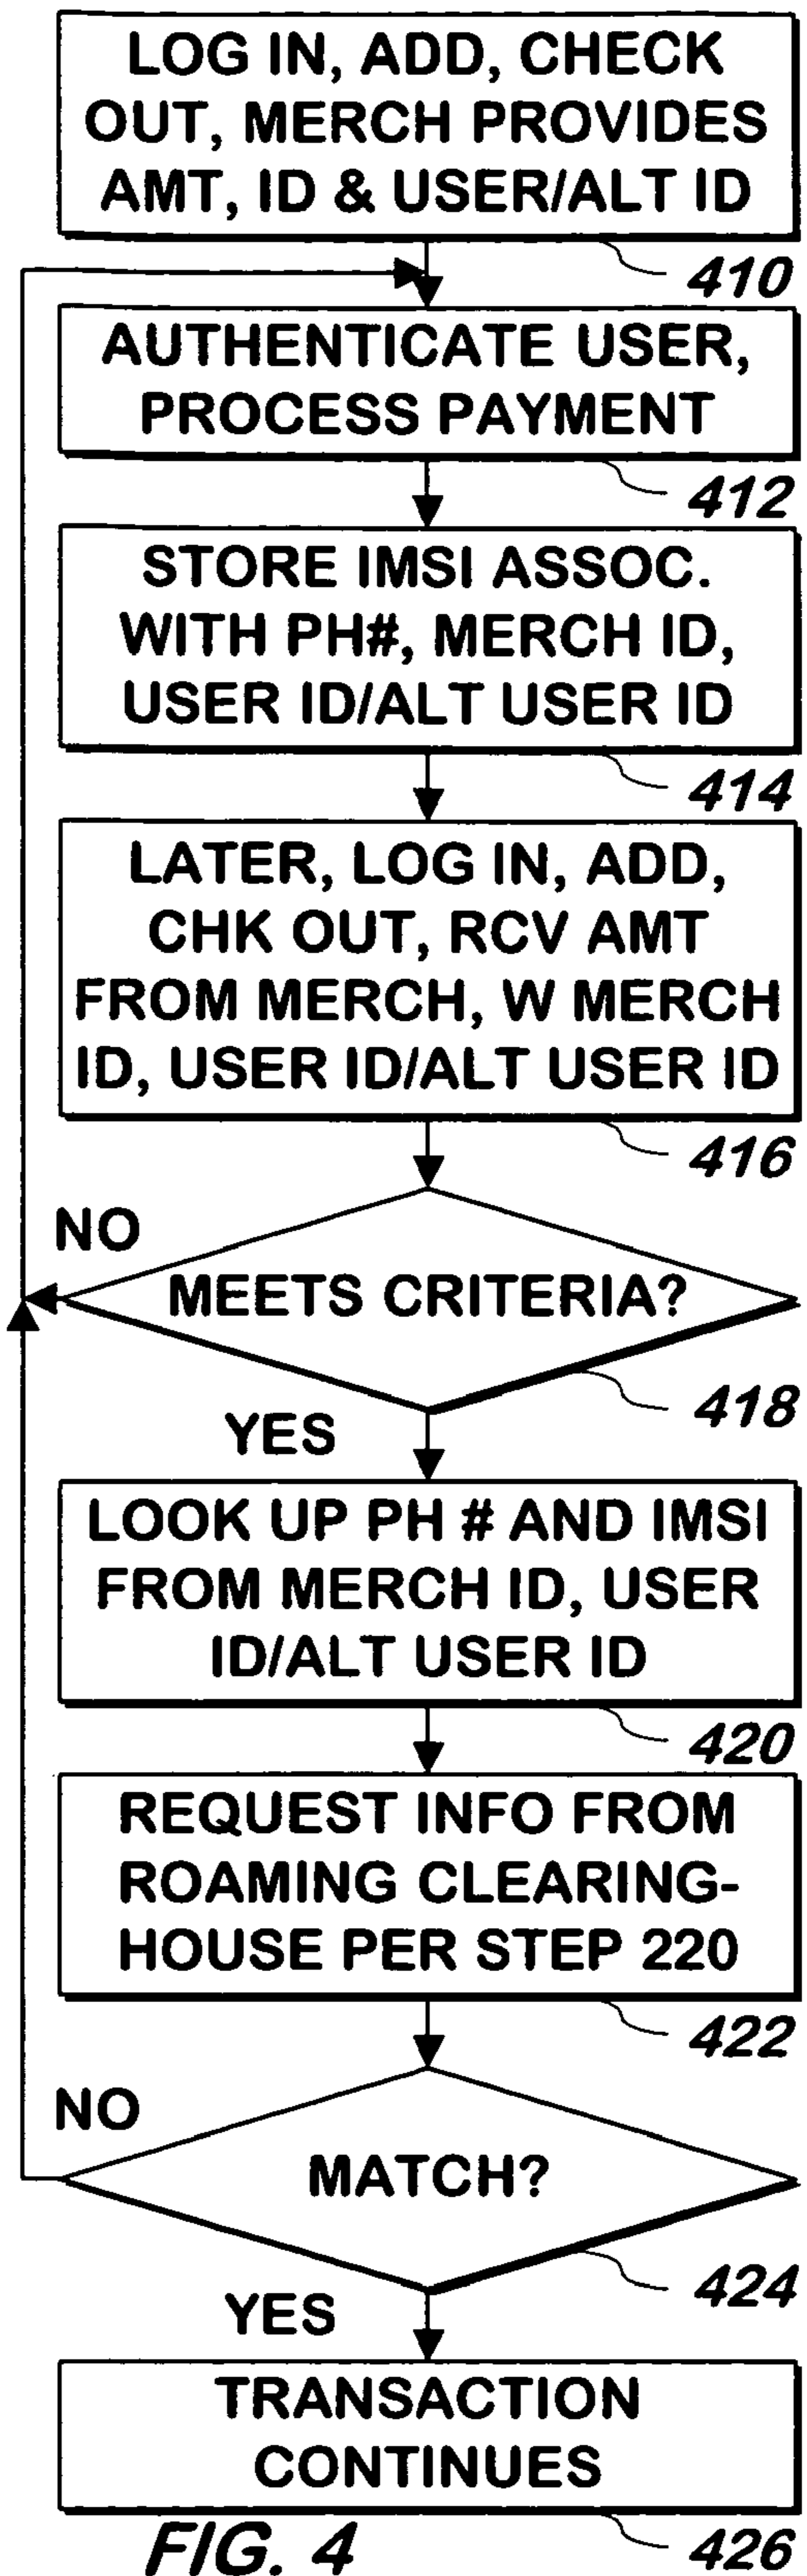 LOG IN, ADD, CHECK
OUT, MERCH PROVIDES
AMT, ID & USER/ALT ID
410
AUTHENTICATE USER,
PROCESS PAYMENT
412
STORE IMSI ASSOC.
WITH PH#, MERCH ID,
USER ID/ALT USER ID
414
LATER, LOG IN, ADD,
CHK OUT, RCV AMT
FROM MERCH, W MERCH
ID, USER ID/ALT USER ID
416
NO
MEETS CRITERIA?
418
YES
LOOK UP PH # AND IMSI
FROM MERCH ID, USER
ID/ALT USER ID
420
REQUEST INFO FROM
ROAMING CLEARING-
HOUSE PER STEP 220
422
NO
MATCH?
424
YES
TRANSACTION
CONTINUES
426
FIG. 4